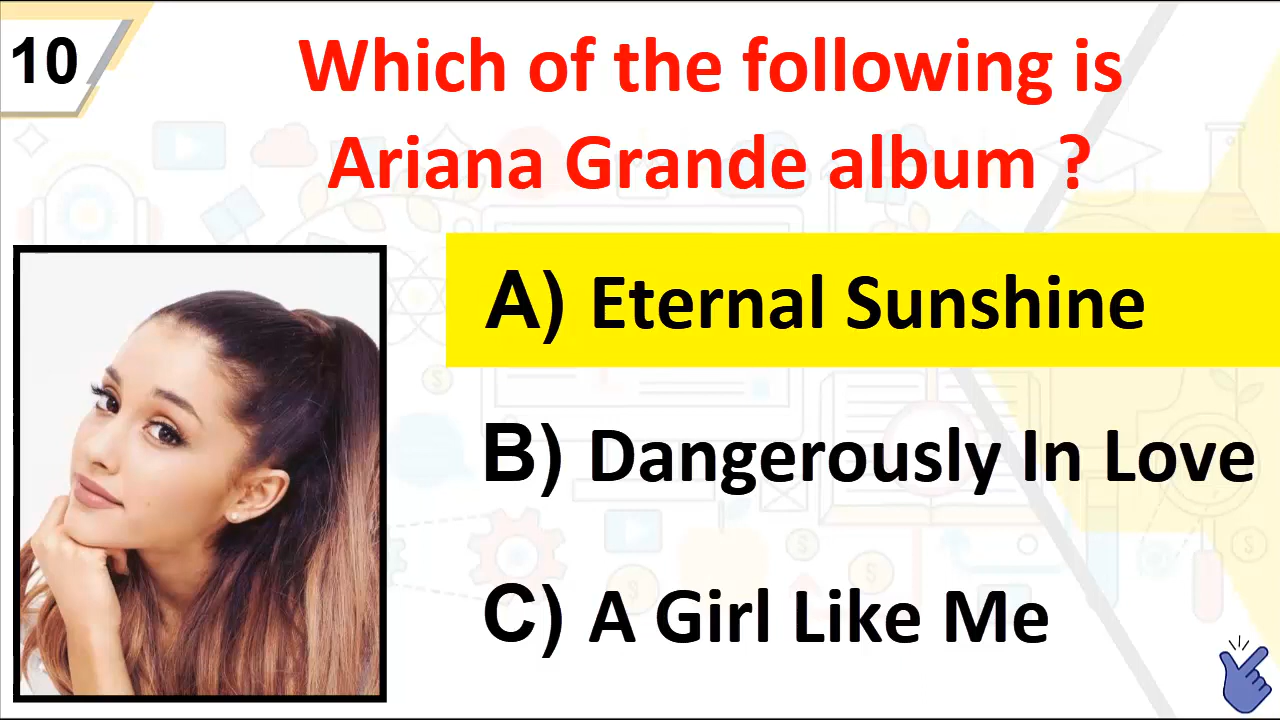 10
Which of the following is
Ariana Grande album ?
A) Eternal Sunshine
B) Dangerously In Love
C) A Girl Like Me